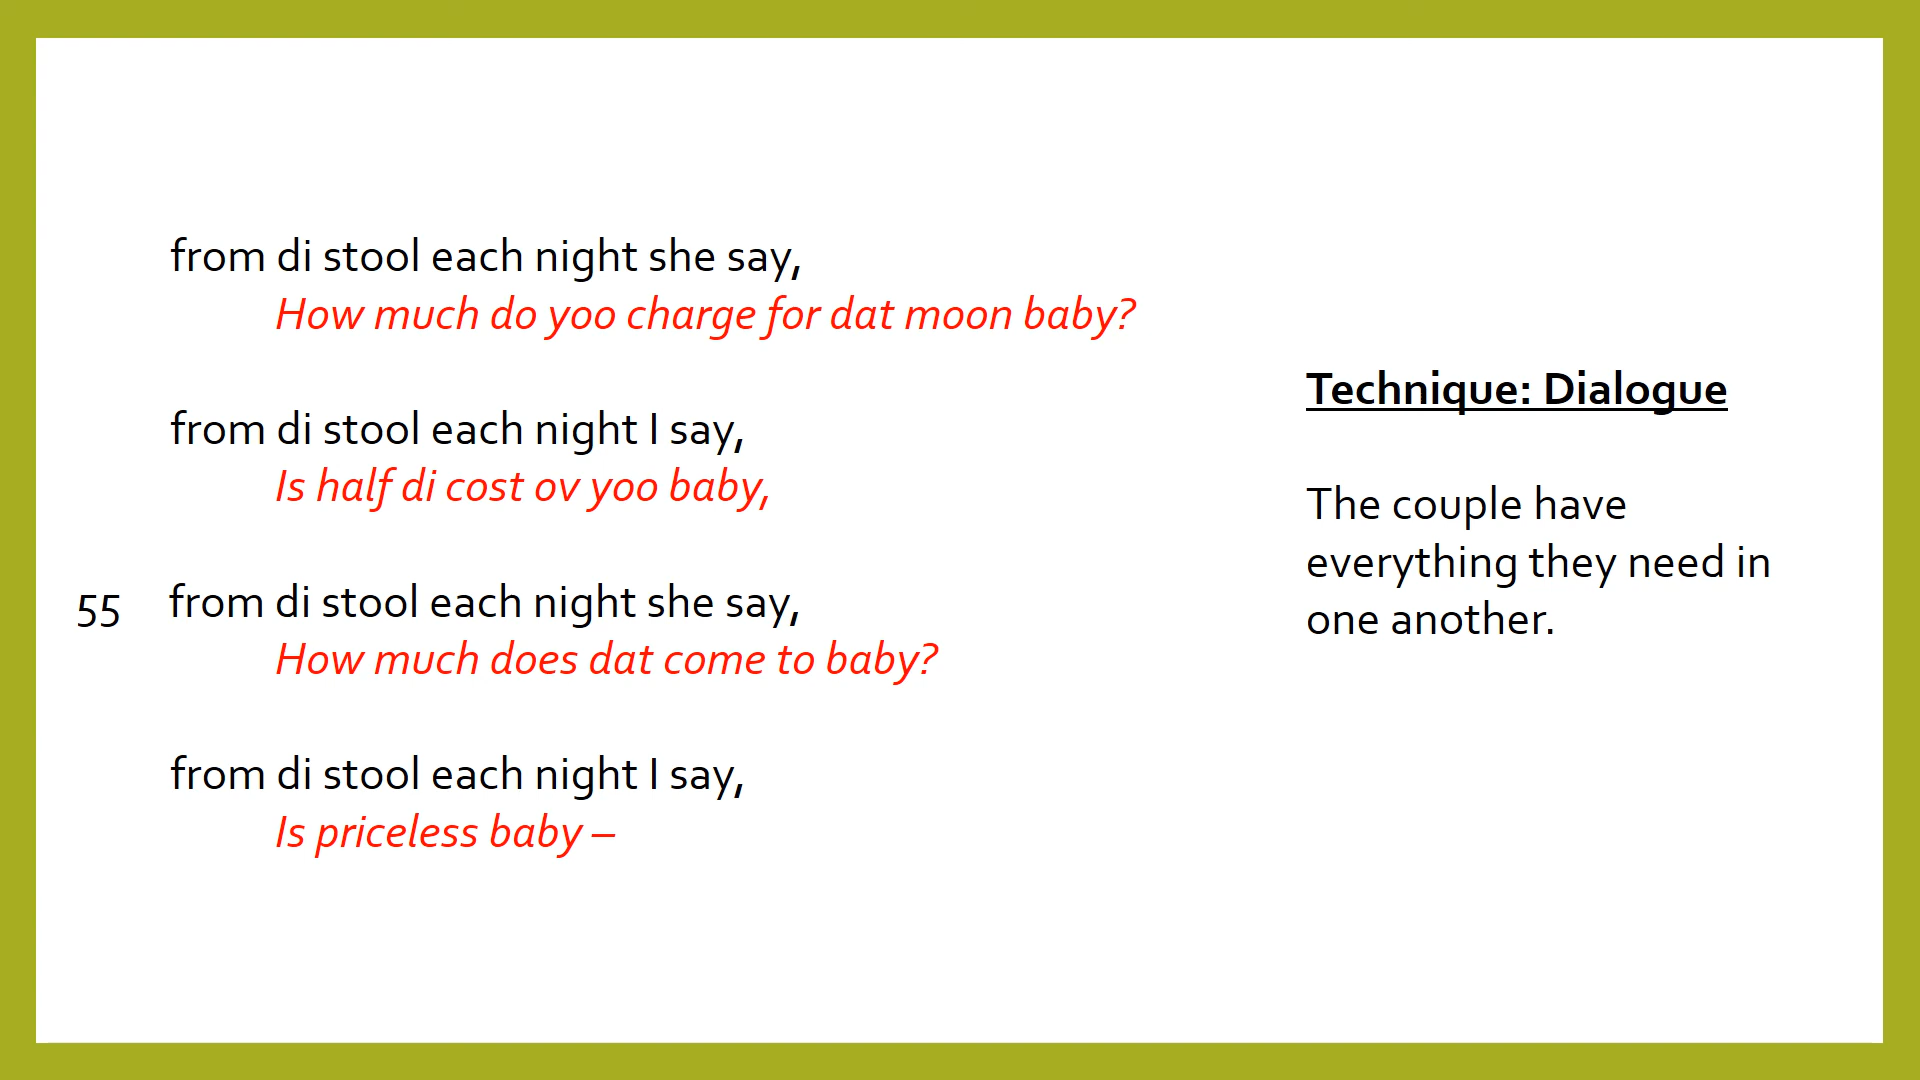 from di stool each night she say,
How much do yoo charge for dat moon baby?
from di stool each night I say,
Is half di cost ov yoo baby,
55 from di stool each night she say,
How much does dat come to baby?
from di stool each night I say,
Is priceless baby –
Technique: Dialogue
The couple have
everything they need in
one another.